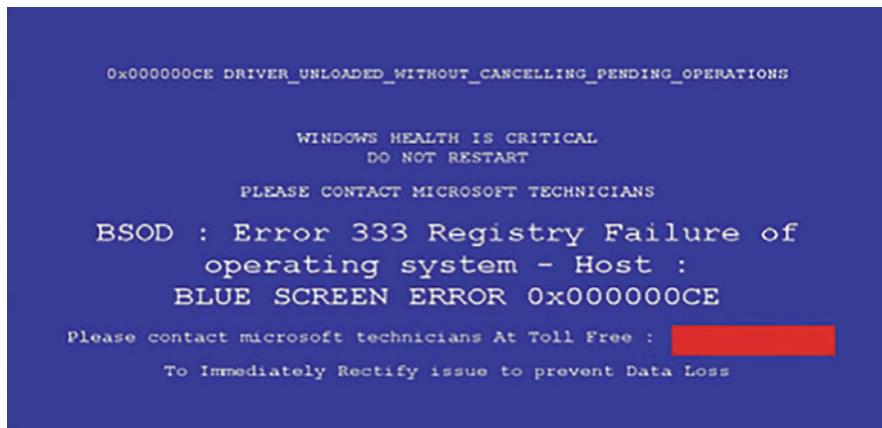 0x000000CE DRIVER_UNLOADED_WITHOUT_CANCELLING_PENDING_OPERATIONS
WINDOWS HEALTH IS CRITICAL
DO NOT RESTART
PLEASE CONTACT MICROSOFT TECHNICIANS
BSOD : Error 333 Registry Failure of
operating system - Host :
BLUE SCREEN ERROR 0x000000CE
Please contact microsoft technicians At Toll Free :
To Immediately Rectify issue to prevent Data Loss